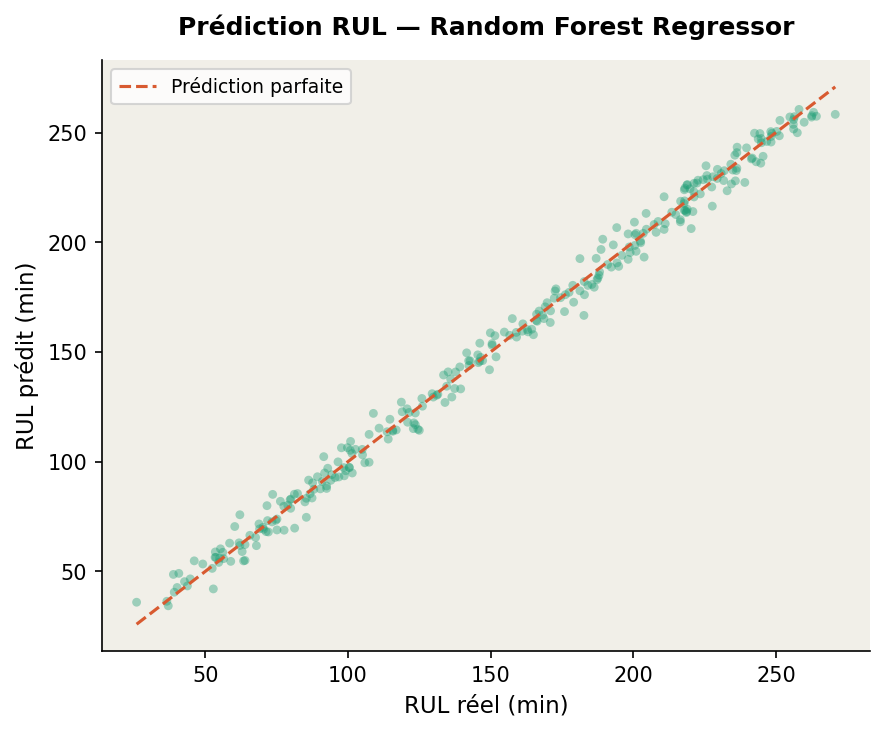 Prédiction RUL — Random Forest Regressor
Prédiction parfaite
RUL prédit (min)
250
200
150
100
50
50 100 150 200 250
RUL réel (min)